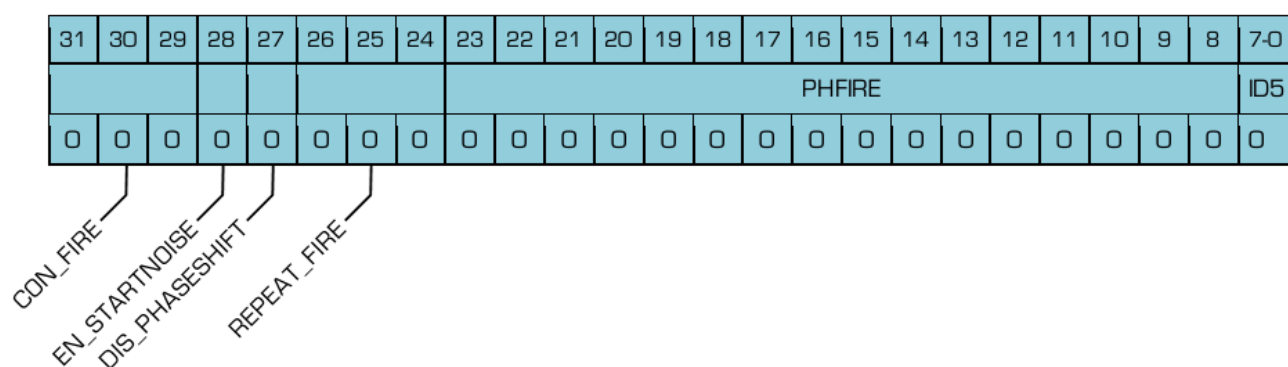 31 30 29 28 27 26 25 24 23 22 21 20 19 18 17 16 15 14 13 12 11 10 9 8 7-0
PHFIRE ID5
0 0 0 0 0 0 0 0 0 0 0 0 0 0 0 0 0 0 0 0 0 0 0 0 0
CON_FIRE
EN_STARTNOISE
DIS_PHASESHIFT
REPEAT_FIRE